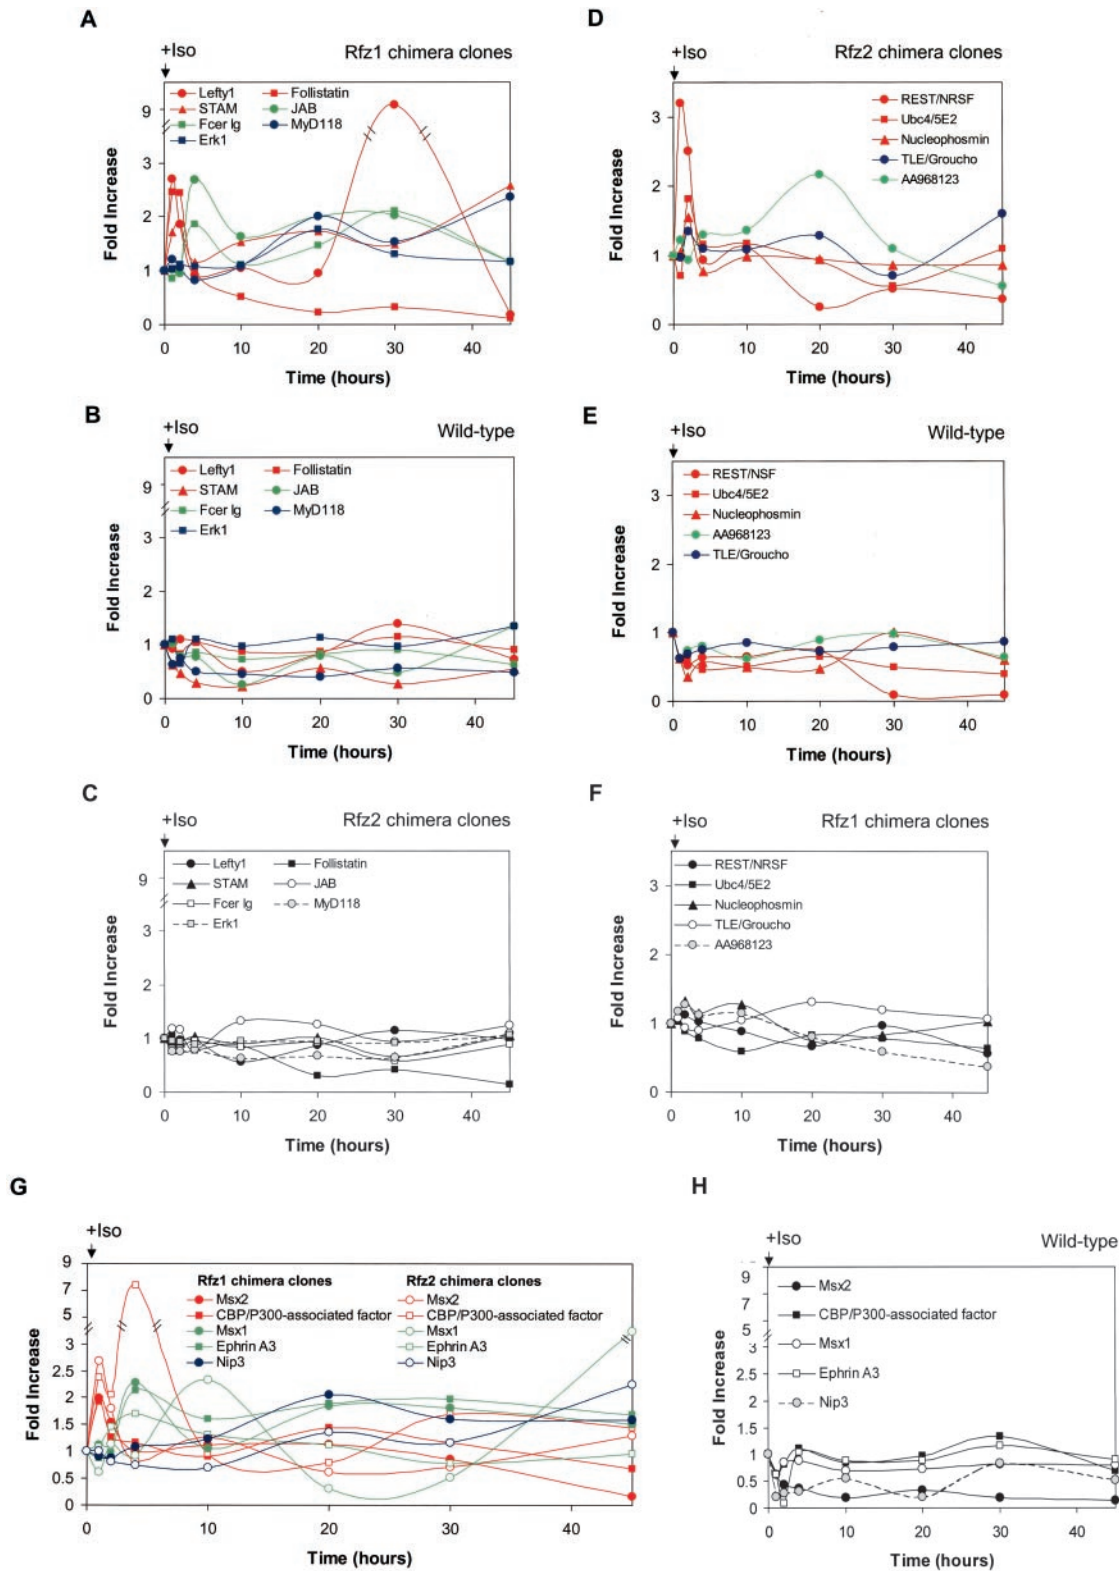 A
+Iso
Rfz1 chimera clones
Lefty1
Follistatin
STAM
JAB
Fcer Ig
MyD118
Erk1
Fold Increase
9
3
2
1
0
0
10
20
30
40
Time (hours)
D
+Iso
Rfz2 chimera clones
REST/NRSF
Ubc4/5E2
Nucleophosmin
TLE/Groucho
AA968123
Fold Increase
3
2
1
0
0
10
20
30
40
Time (hours)
B
+Iso
Wild-type
Lefty1
Follistatin
STAM
JAB
Fcer Ig
MyD118
Erk1
Fold Increase
9
3
2
1
0
0
10
20
30
40
Time (hours)
E
+Iso
Wild-type
REST/NSF
Ubc4/5E2
Nucleophosmin
AA968123
TLE/Groucho
Fold Increase
3
2
1
0
0
10
20
30
40
Time (hours)
C
+Iso
Rfz2 chimera clones
Lefty1
Follistatin
STAM
JAB
Fcer Ig
MyD118
Erk1
Fold Increase
9
3
2
1
0
0
10
20
30
40
Time (hours)
F
+Iso
Rfz1 chimera clones
REST/NRSF
Ubc4/5E2
Nucleophosmin
TLE/Groucho
AA968123
Fold Increase
3
2
1
0
0
10
20
30
40
Time (hours)
G
+Iso
Rfz1 chimera clones
Msx2
CBP/P300-associated factor
Msx1
Ephrin A3
Nip3
Rfz2 chimera clones
Msx2
CBP/P300-associated factor
Msx1
Ephrin A3
Nip3
Fold Increase
9
7
5
3
2.5
2
1.5
1
0.5
0
0
10
20
30
40
Time (hours)
H
+Iso
Wild-type
Msx2
CBP/P300-associated factor
Msx1
Ephrin A3
Nip3
Fold Increase
9
7
5
3
2.5
2
1.5
1
0.5
0
0
10
20
30
40
Time (hours)